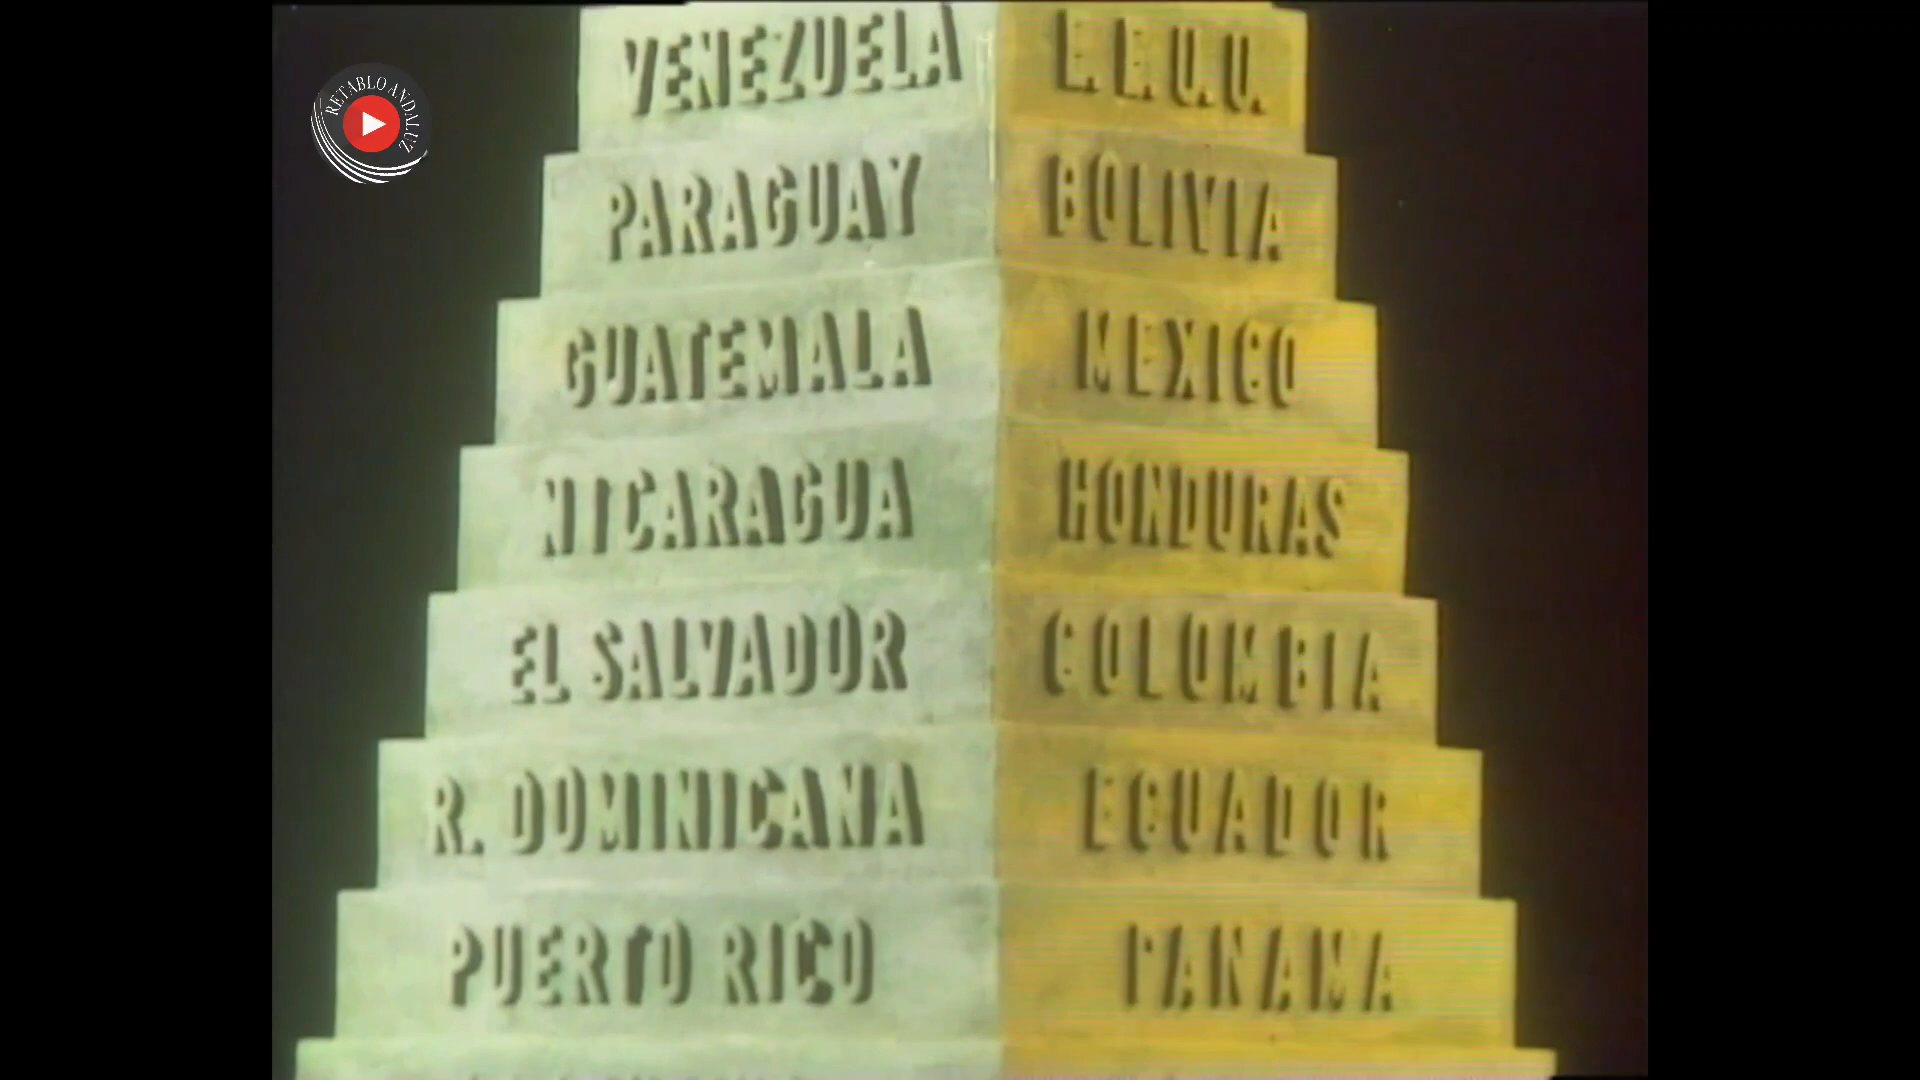 RETABLO ANDALUZ
VENEZUELA
E.E.U.U.
PARAGUAY
BOLIVIA
GUATEMALA
MEXICO
NICARAGUA
HONDURAS
EL SALVADOR
COLOMBIA
R. DOMINICANA
ECUADOR
PUERTO RICO
PANAMA